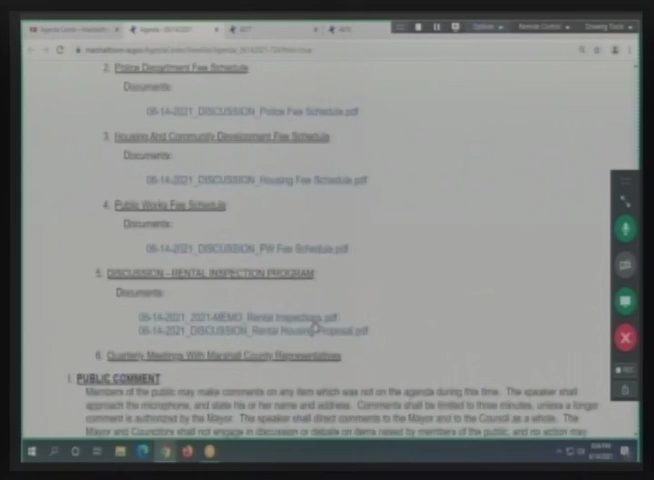 Options
Remote Control
Drawing Tools
2. Police Department Fee Schedule
Documents:
06-14-2021_DISCUSSION_Police Fee Schedule.pdf
3. Housing And Community Development Fee Schedule
Documents:
06-14-2021_DISCUSSION_Housing Fee Schedule.pdf
4. Public Works Fee Schedule
Documents:
06-14-2021_DISCUSSION_PW Fee Schedule.pdf
5. DISCUSSION - RENTAL INSPECTION PROGRAM
Documents:
06-14-2021_2021-MEMO_Rental Inspections.pdf
06-14-2021_DISCUSSION_Rental Housing Proposal.pdf
6. Quarterly Meetings With Marshall County Representatives
I. PUBLIC COMMENT
Members of the public may make comments on any item which was not on the agenda during this time. The speaker shall
approach the microphone, and state his or her name and address. Comments shall be limited to three minutes, unless a longer
comment is authorized by the Mayor. The speaker shall direct comments to the Mayor and to the Council as a whole. The
Mayor and Councilors shall not engage in discussion or debate on items raised by members of the public, and no action may
REC